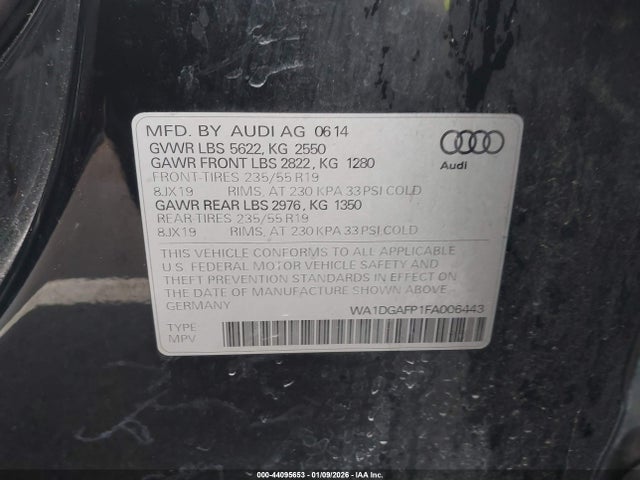 MFD. BY AUDI AG 0614
GVWR LBS 5622, KG 2550
GAWR FRONT LBS 2822, KG 1280
FRONT-TIRES 235/55 R19
8JX19 RIMS, AT 230 KPA 33 PSI COLD
GAWR REAR LBS 2976, KG 1350
REAR TIRES 235/55 R19
8JX19 RIMS, AT 230 KPA 33 PSI COLD
Audi
THIS VEHICLE CONFORMS TO ALL APPLICABLE
U.S. FEDERAL MOTOR VEHICLE SAFETY AND
THEFT PREVENTION STANDARDS IN EFFECT ON
THE DATE OF MANUFACTURE SHOWN ABOVE.
GERMANY
WA1DGAFP1FA006443
TYPE
MPV
000-44095653 - 01/09/2026 - IAA Inc.